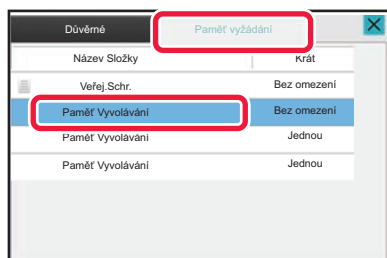 Důvěrné Paměť vyžádání
Název Složky Krát
Veřej.Schr. Bez omezení
Paměť Vyvolávání Bez omezení
Paměť Vyvolávání Jednou
Paměť Vyvolávání Jednou